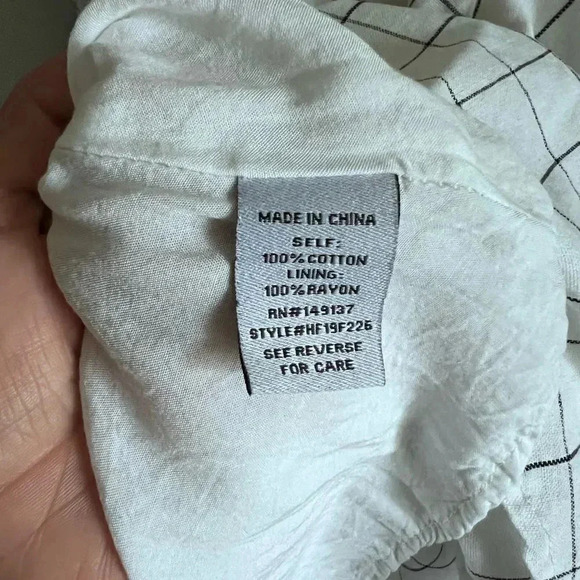 MADE IN CHINA
SELF:
100% COTTON
LINING:
100% RAYON
RN#149137
STYLE#HF19F226
SEE REVERSE
FOR CARE